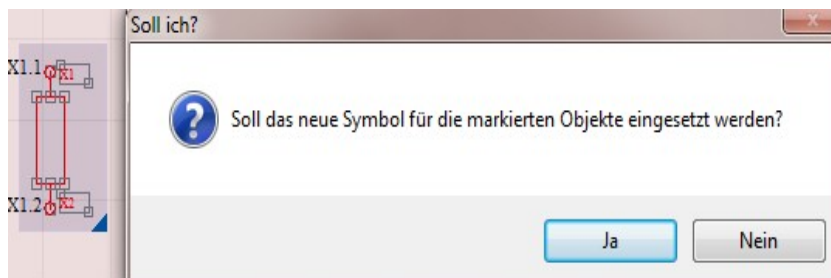 Soll ich?
X1.1
X1
Soll das neue Symbol für die markierten Objekte eingesetzt werden?
X1.2
X2
Ja
Nein